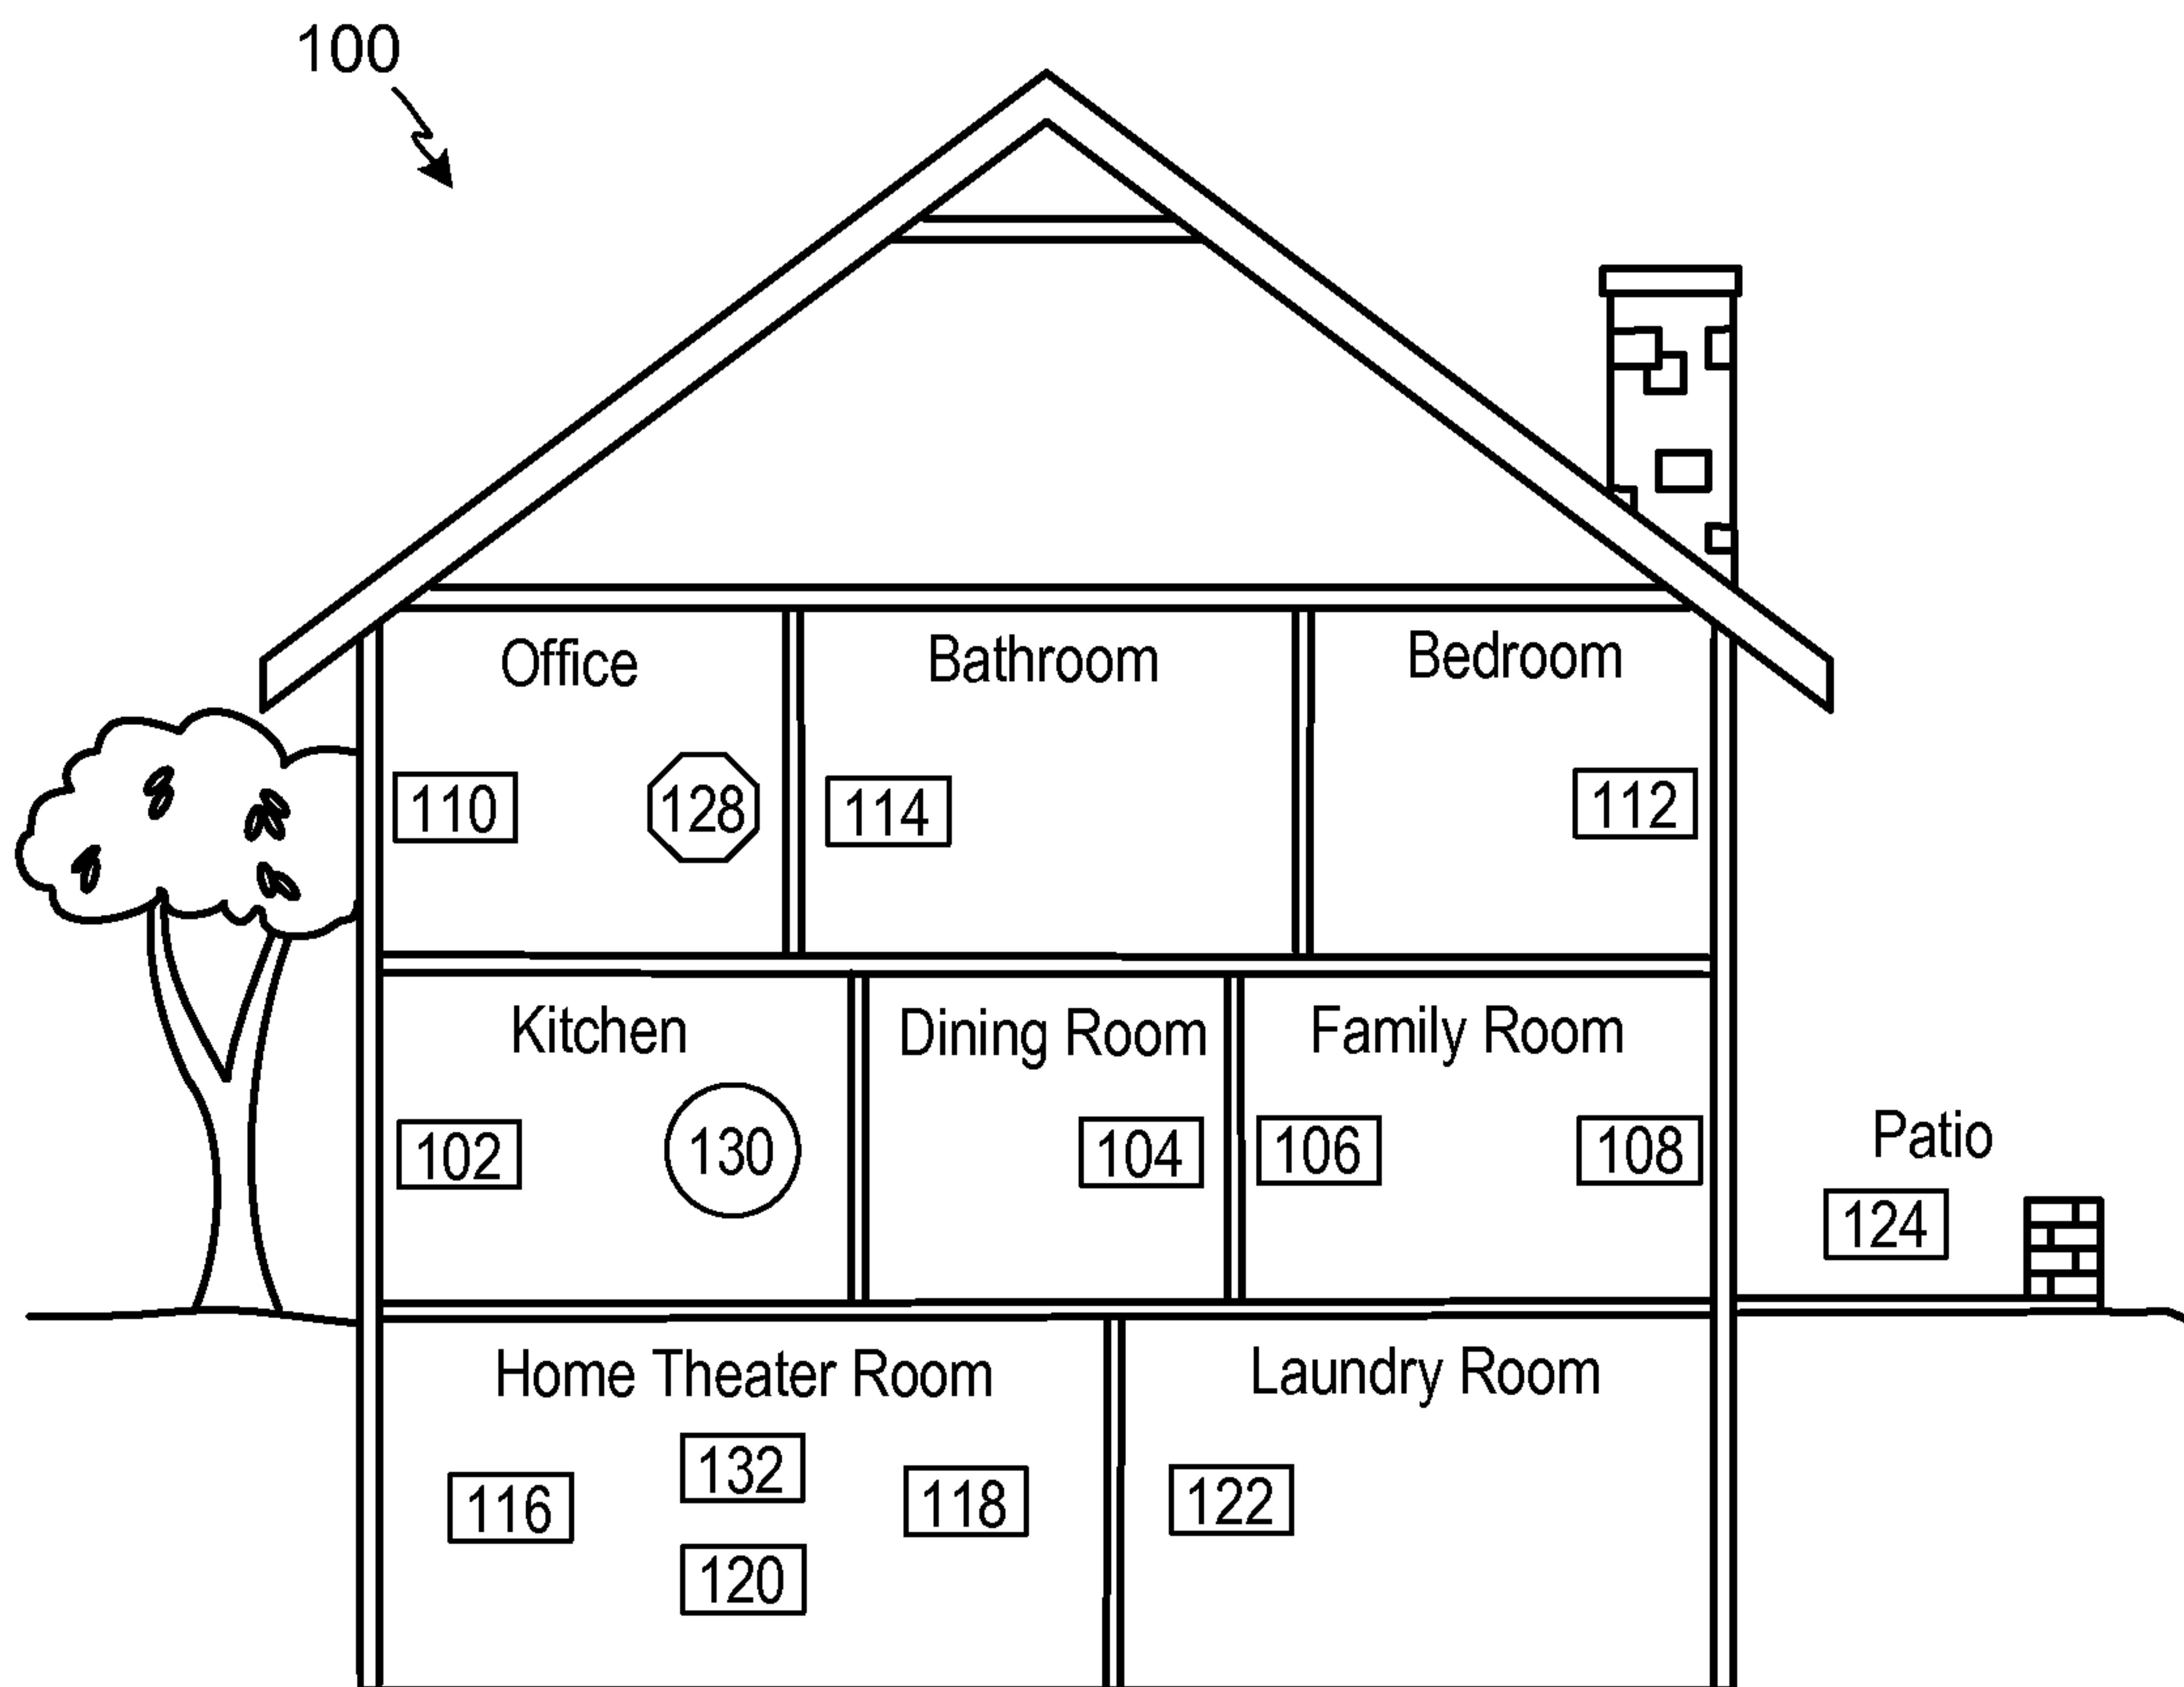 100
Office
Bathroom
Bedroom
110
128
114
112
Kitchen
Dining Room
Family Room
102
130
104
106
108
Patio
124
Home Theater Room
Laundry Room
132
116
118
122
120